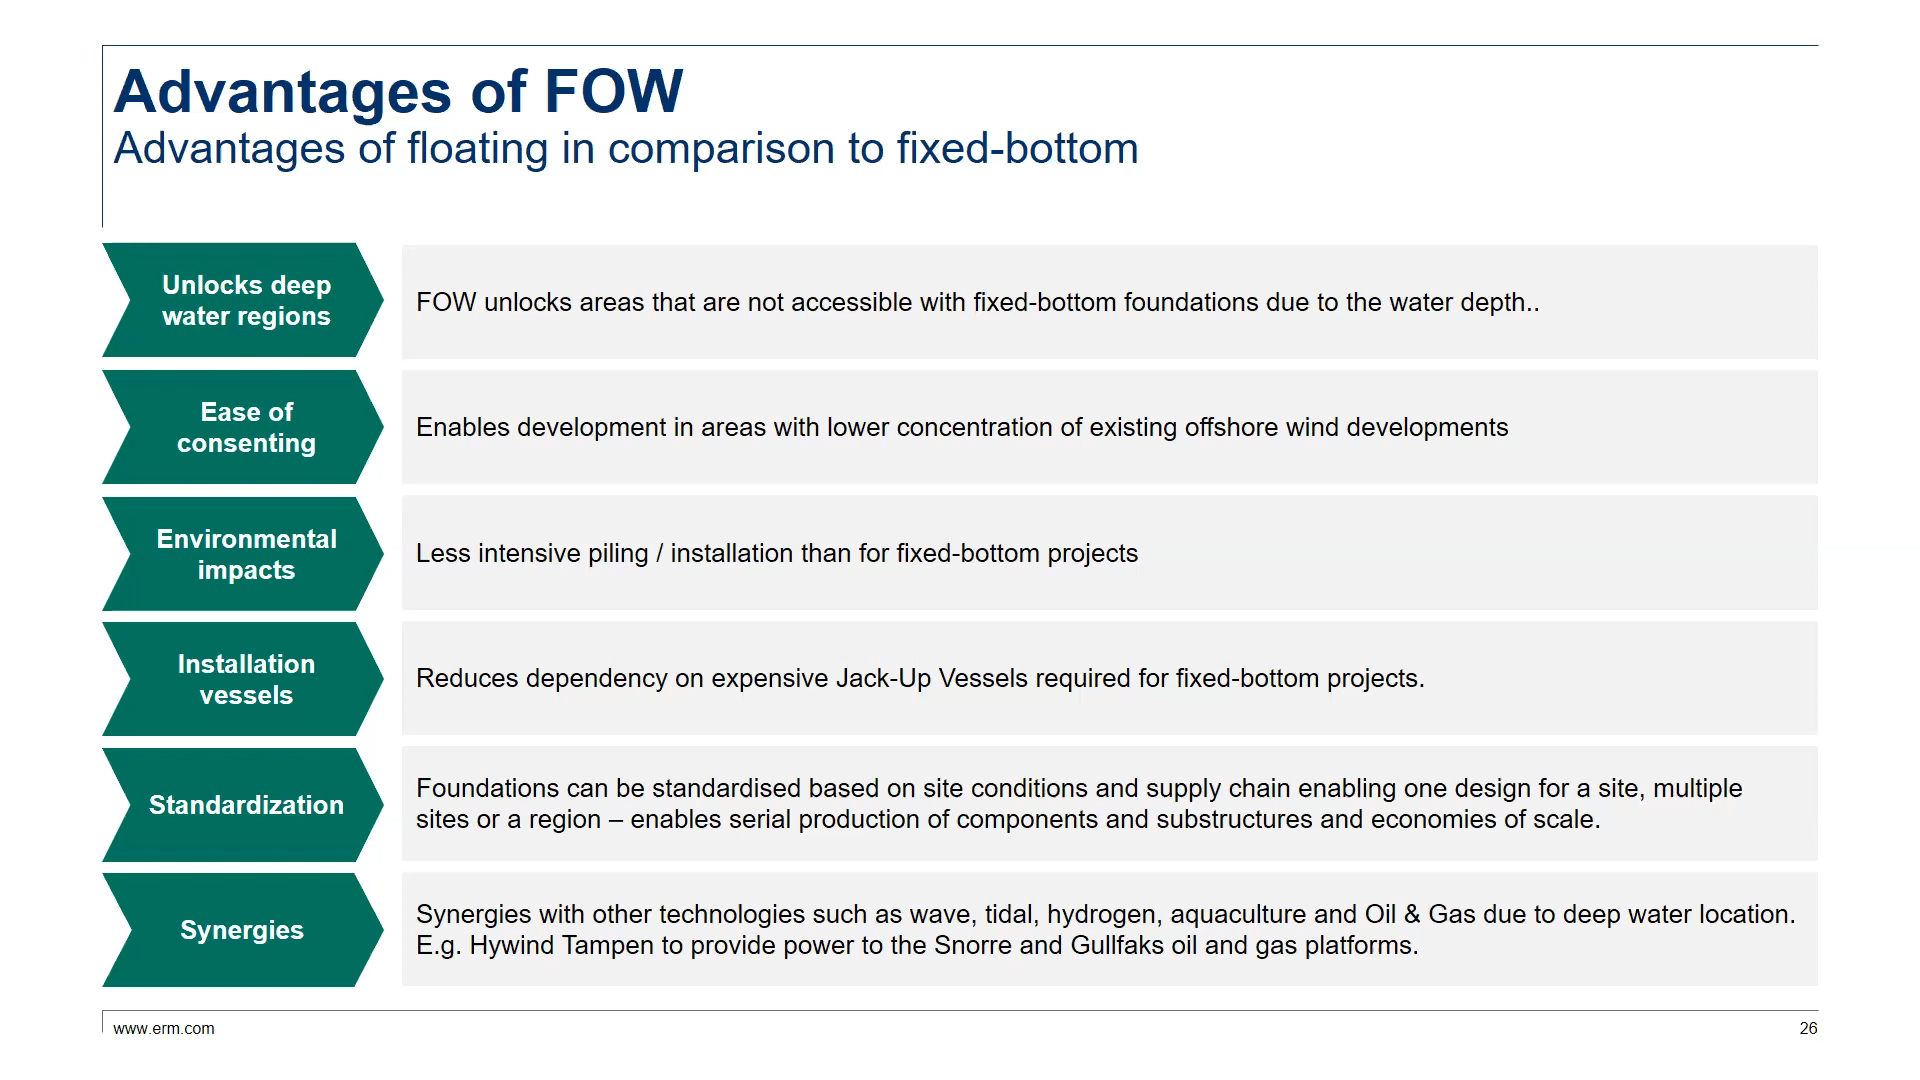 Advantages of FOW
Advantages of floating in comparison to fixed-bottom
Unlocks deep
water regions
FOW unlocks areas that are not accessible with fixed-bottom foundations due to the water depth..
Ease of
consenting
Enables development in areas with lower concentration of existing offshore wind developments
Environmental
impacts
Less intensive piling / installation than for fixed-bottom projects
Installation
vessels
Reduces dependency on expensive Jack-Up Vessels required for fixed-bottom projects.
Standardization
Foundations can be standardised based on site conditions and supply chain enabling one design for a site, multiple
sites or a region – enables serial production of components and substructures and economies of scale.
Synergies
Synergies with other technologies such as wave, tidal, hydrogen, aquaculture and Oil & Gas due to deep water location.
E.g. Hywind Tampen to provide power to the Snorre and Gullfaks oil and gas platforms.
www.erm.com
26